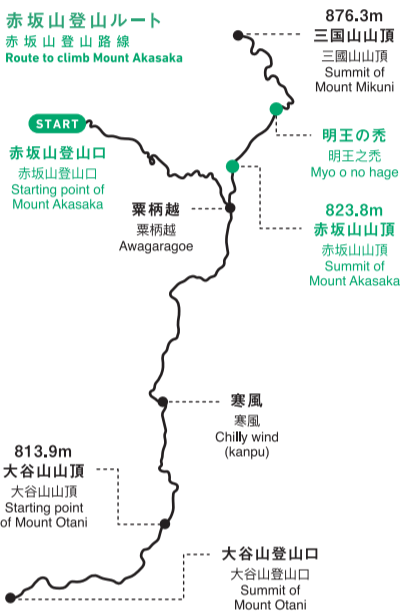 赤坂山登山ルート
赤坂山登山路線
Route to climb Mount Akasaka
876.3m
三国山山頂
三國山山頂
Summit of
Mount Mikuni
START
赤坂山登山口
赤坂山登山口
Starting point of
Mount Akasaka
明王の禿
明王之禿
Myo o no hage
粟柄越
粟柄越
Awagaragoe
823.8m
赤坂山山頂
赤坂山山頂
Summit of
Mount Akasaka
寒風
寒風
Chilly wind
(kanpu)
813.9m
大谷山山頂
大谷山山頂
Starting point
of Mount Otani
大谷山登山口
大谷山登山口
Summit of
Mount Otani